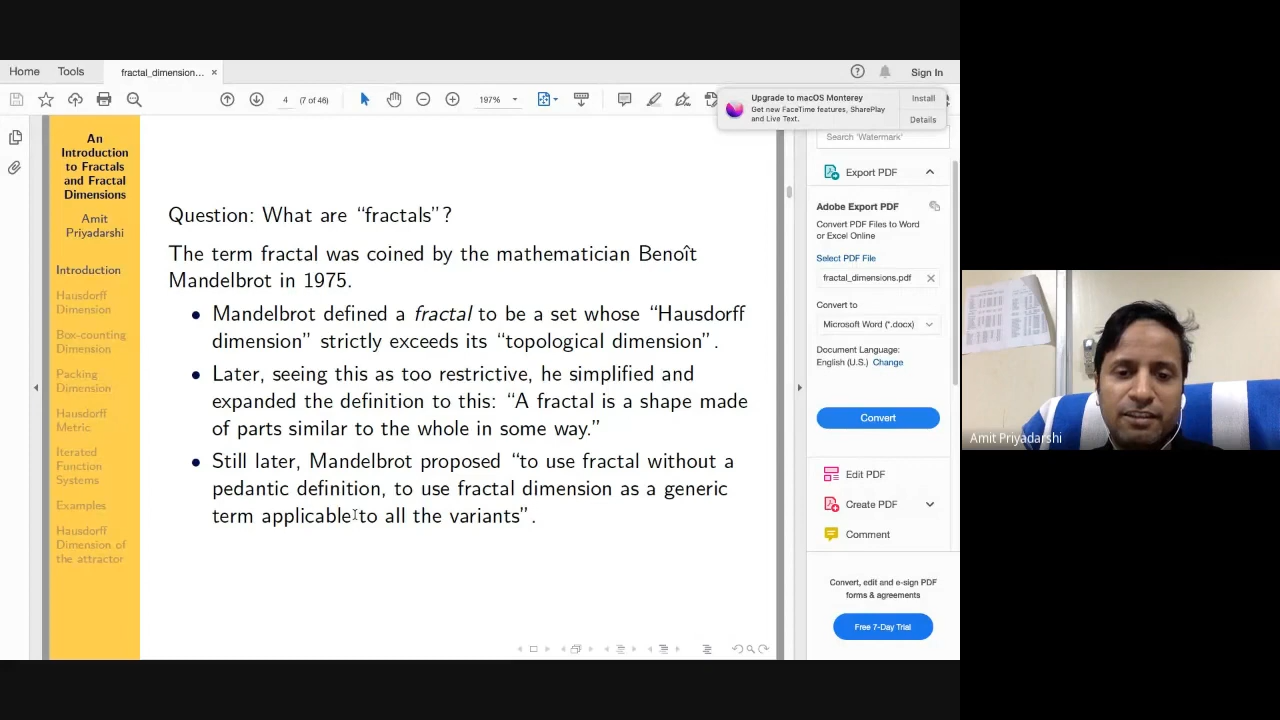 Home
Tools
fractal_dimension... ×
Sign In
4 (7 of 46)
197%
Upgrade to macOS Monterey
Get new FaceTime features, SharePlay
and Live Text.
Install
Details
An
Introduction
to Fractals
and Fractal
Dimensions
Amit
Priyadarshi
Introduction
Hausdorff
Dimension
Box-counting
Dimension
Packing
Dimension
Hausdorff
Metric
Iterated
Function
Systems
Examples
Hausdorff
Dimension of
the attractor
Question: What are “fractals”?
The term fractal was coined by the mathematician Benoît
Mandelbrot in 1975.
• Mandelbrot defined a fractal to be a set whose “Hausdorff
dimension” strictly exceeds its “topological dimension”.
• Later, seeing this as too restrictive, he simplified and
expanded the definition to this: “A fractal is a shape made
of parts similar to the whole in some way.”
• Still later, Mandelbrot proposed “to use fractal without a
pedantic definition, to use fractal dimension as a generic
term applicable to all the variants”.
Search 'Watermark'
Export PDF
Adobe Export PDF
Convert PDF Files to Word
or Excel Online
Select PDF File
fractal_dimensions.pdf
Convert to
Microsoft Word (*.docx)
Document Language:
English (U.S.) Change
Convert
Edit PDF
Create PDF
Comment
Convert, edit and e-sign PDF
forms & agreements
Free 7-Day Trial
Amit Priyadarshi